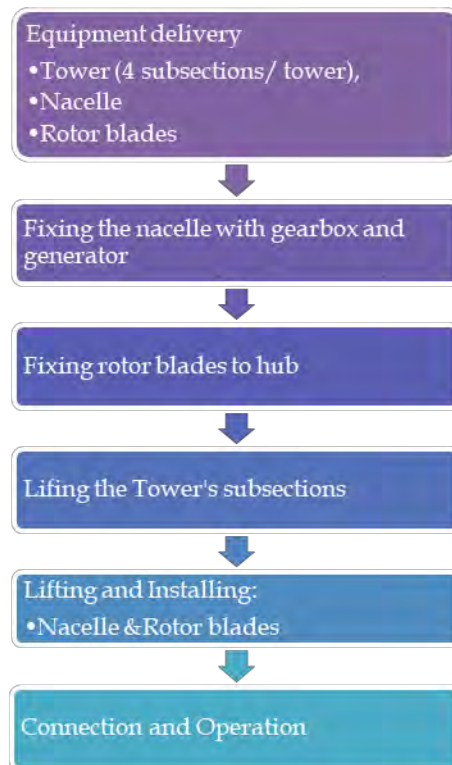 Equipment delivery
•Tower (4 subsections/ tower),
•Nacelle
•Rotor blades
Fixing the nacelle with gearbox and
generator
Fixing rotor blades to hub
Lifing the Tower's subsections
Lifting and Installing:
•Nacelle &Rotor blades
Connection and Operation